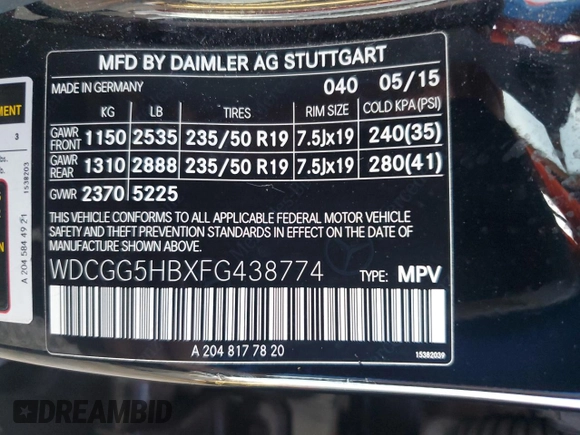 MFD BY DAIMLER AG STUTTGART
MADE IN GERMANY 040 05/15
KG LB TIRES RIM SIZE COLD KPA (PSI)
GAWR FRONT 1150 2535 235/50 R19 7.5Jx19 240(35)
GAWR REAR 1310 2888 235/50 R19 7.5Jx19 280(41)
GVWR 2370 5225
THIS VEHICLE CONFORMS TO ALL APPLICABLE FEDERAL MOTOR VEHICLE
SAFETY AND THEFT PREVENTION STANDARDS IN EFFECT
ON THE DATE OF MANUFACTURE SHOWN ABOVE.
WDCGG5HBXFG438774 TYPE: MPV
A 204 817 78 20 15382039
3
lbs.
1538203
A 204 584 49 21
DREAMBID